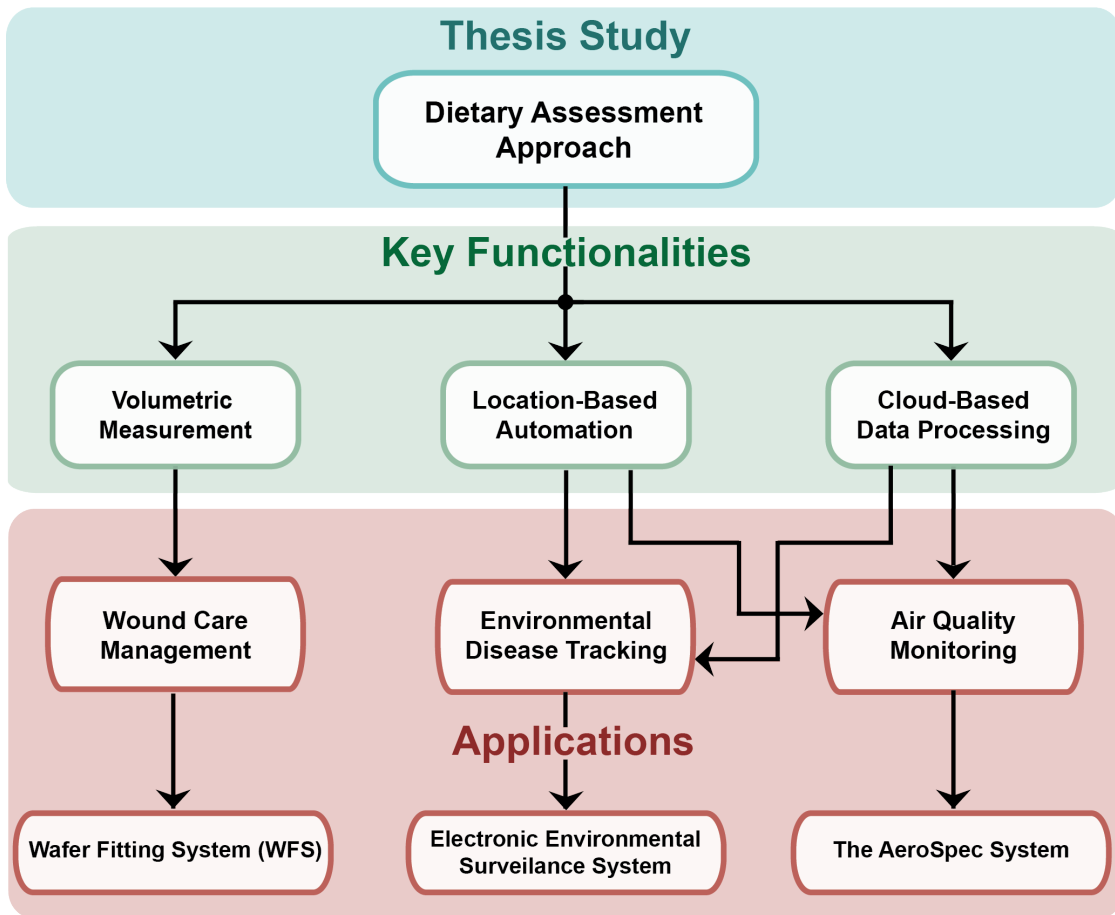 Thesis Study
Dietary Assessment
Approach
Key Functionalities
Volumetric
Measurement
Location-Based
Automation
Cloud-Based
Data Processing
Wound Care
Management
Environmental
Disease Tracking
Air Quality
Monitoring
Applications
Wafer Fitting System (WFS)
Electronic Environmental
Surveilance System
The AeroSpec System